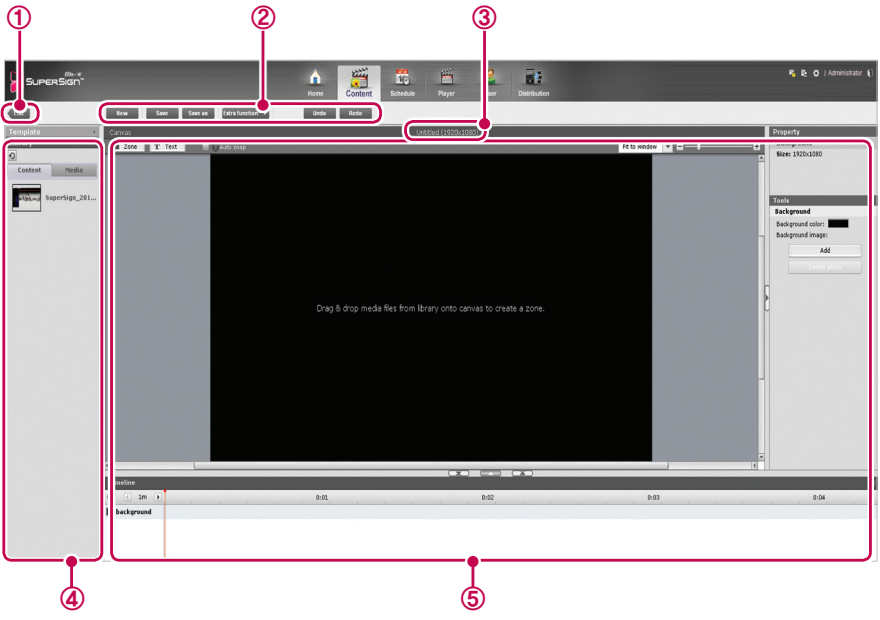 ① ② ③
Elite-W
SUPERSIGN™
Home Content Schedule Player Distribution
Administrator
New Save Save as Extra function Undo Redo
Template Canvas Untitled (1920x1080) Property
Zone T Text Auto snap Fit to window
Size: 1920x1080
Content Media
SuperSign_201...
Tools
Background
Background color:
Background image:
Add
Delete photo
Drag & drop media files from library onto canvas to create a zone.
1m 0:01 0:02 0:03 0:04
background
④ ⑤